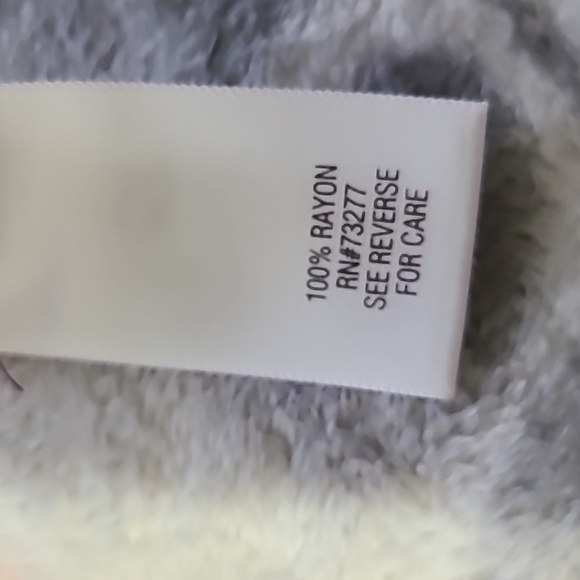 100% RAYON
RN#73277
SEE REVERSE
FOR CARE